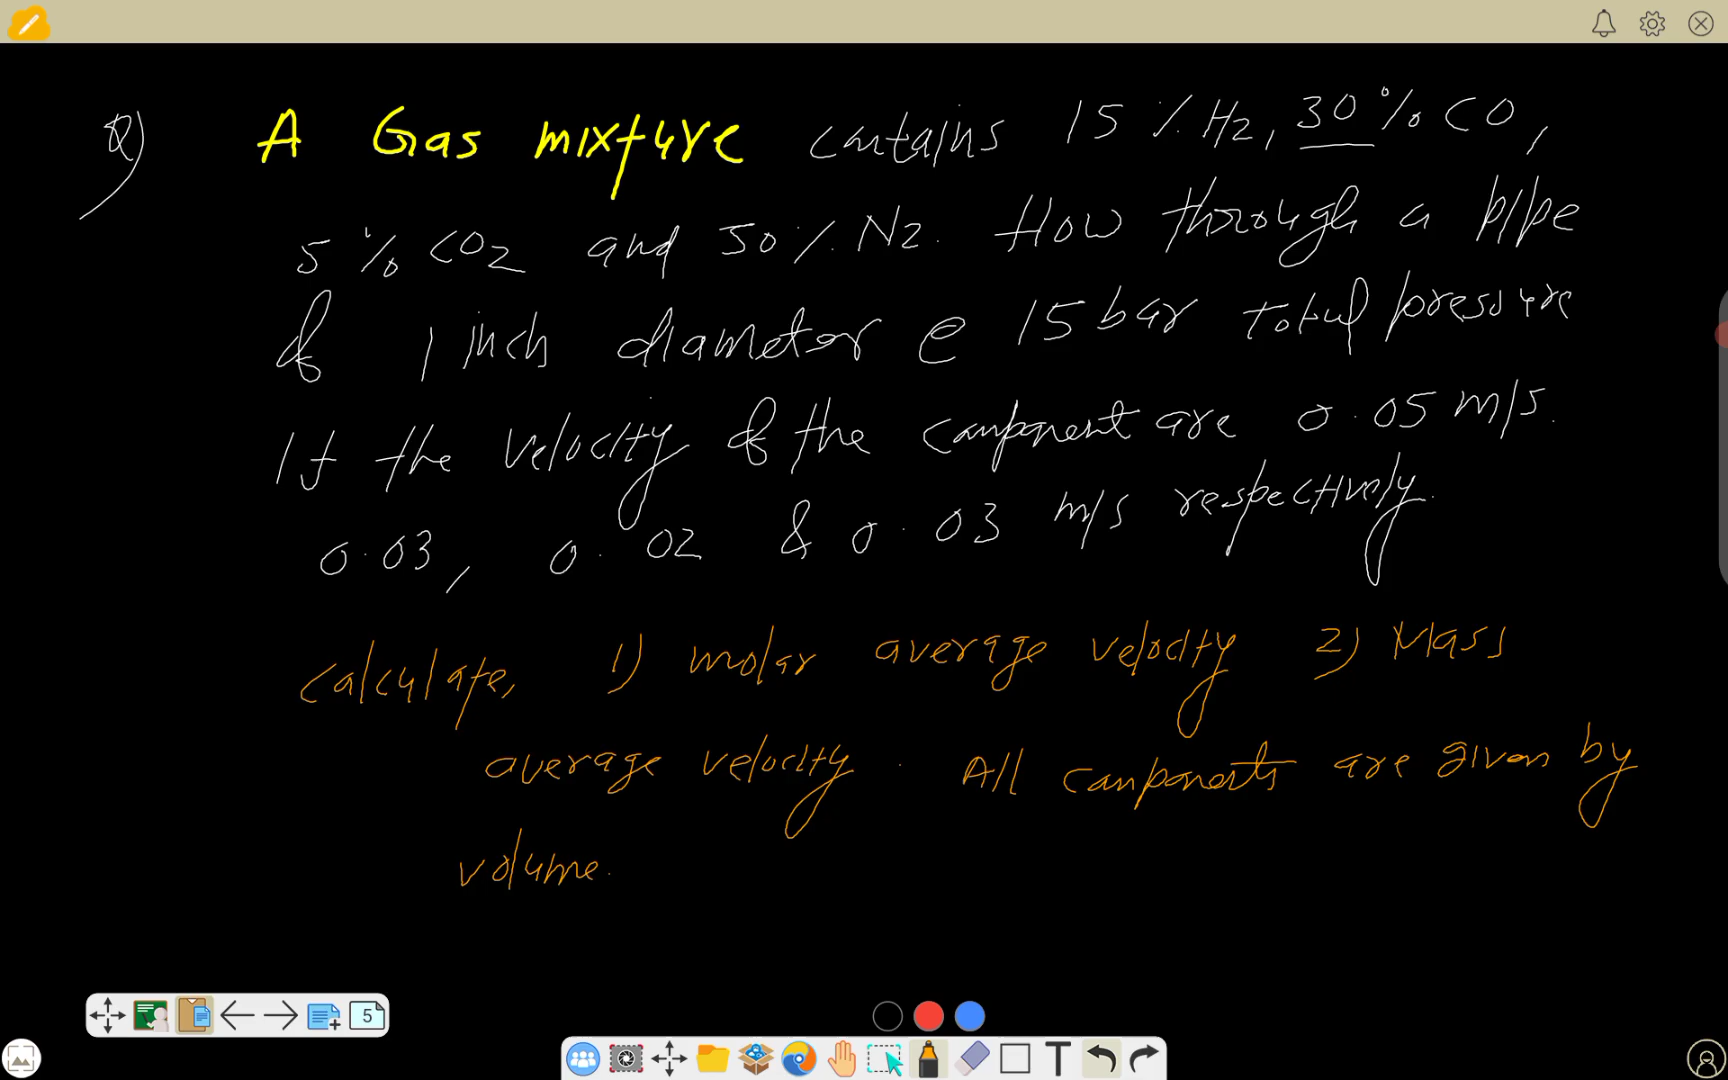 Q) A Gas mixture contains 15 % H2, 30 % CO,
5 % CO2 and 50 % N2. How through a pipe
of 1 inch diameter @ 15 bar total pressure
If the velocity of the component are 0.05 m/s.
0.03, 0.02 & 0.03 m/s respectively.
Calculate, 1) molar average velocity 2) Mass
average velocity. All components are given by
volume.
5
T